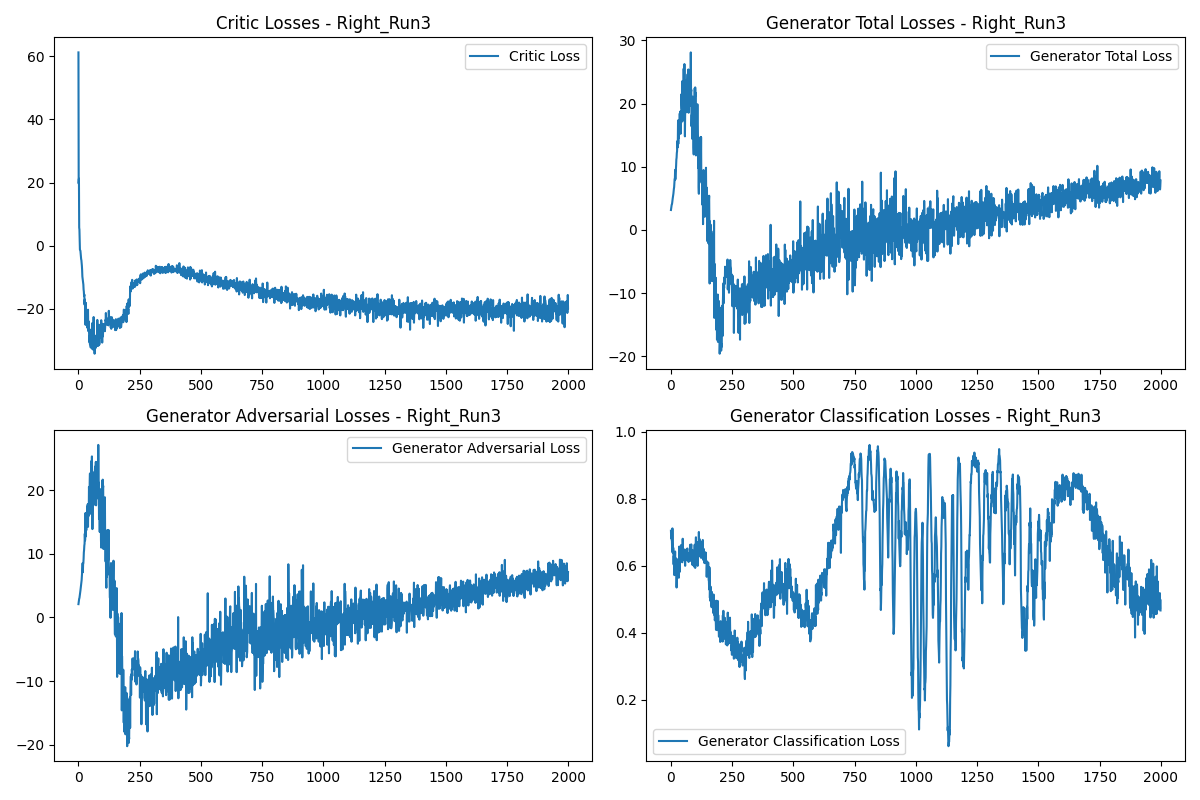 Critic Losses - Right_Run3
Critic Loss
60
40
20
0
−20
0 250 500 750 1000 1250 1500 1750 2000
Generator Total Losses - Right_Run3
Generator Total Loss
30
20
10
0
−10
−20
0 250 500 750 1000 1250 1500 1750 2000
Generator Adversarial Losses - Right_Run3
Generator Adversarial Loss
20
10
0
−10
−20
0 250 500 750 1000 1250 1500 1750 2000
Generator Classification Losses - Right_Run3
1.0
0.8
0.6
0.4
0.2
Generator Classification Loss
0 250 500 750 1000 1250 1500 1750 2000